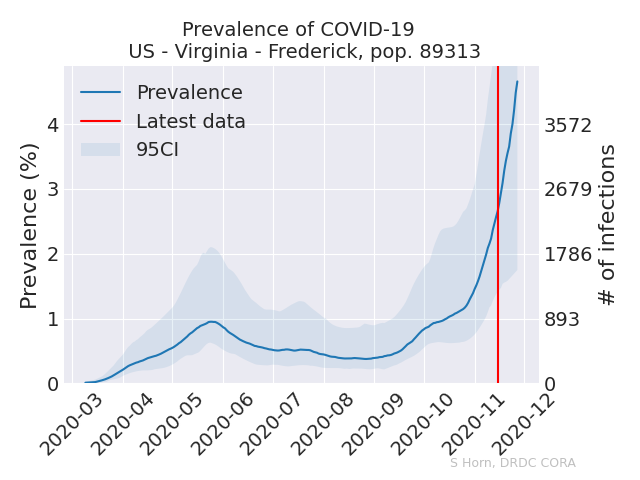 Prevalence of COVID-19
US - Virginia - Frederick, pop. 89313
Prevalence
Latest data
95CI
Prevalence (%)
4
3
2
1
0
3572
2679
1786
893
0
# of infections
2020-03
2020-04
2020-05
2020-06
2020-07
2020-08
2020-09
2020-10
2020-11
2020-12
S Horn, DRDC CORA